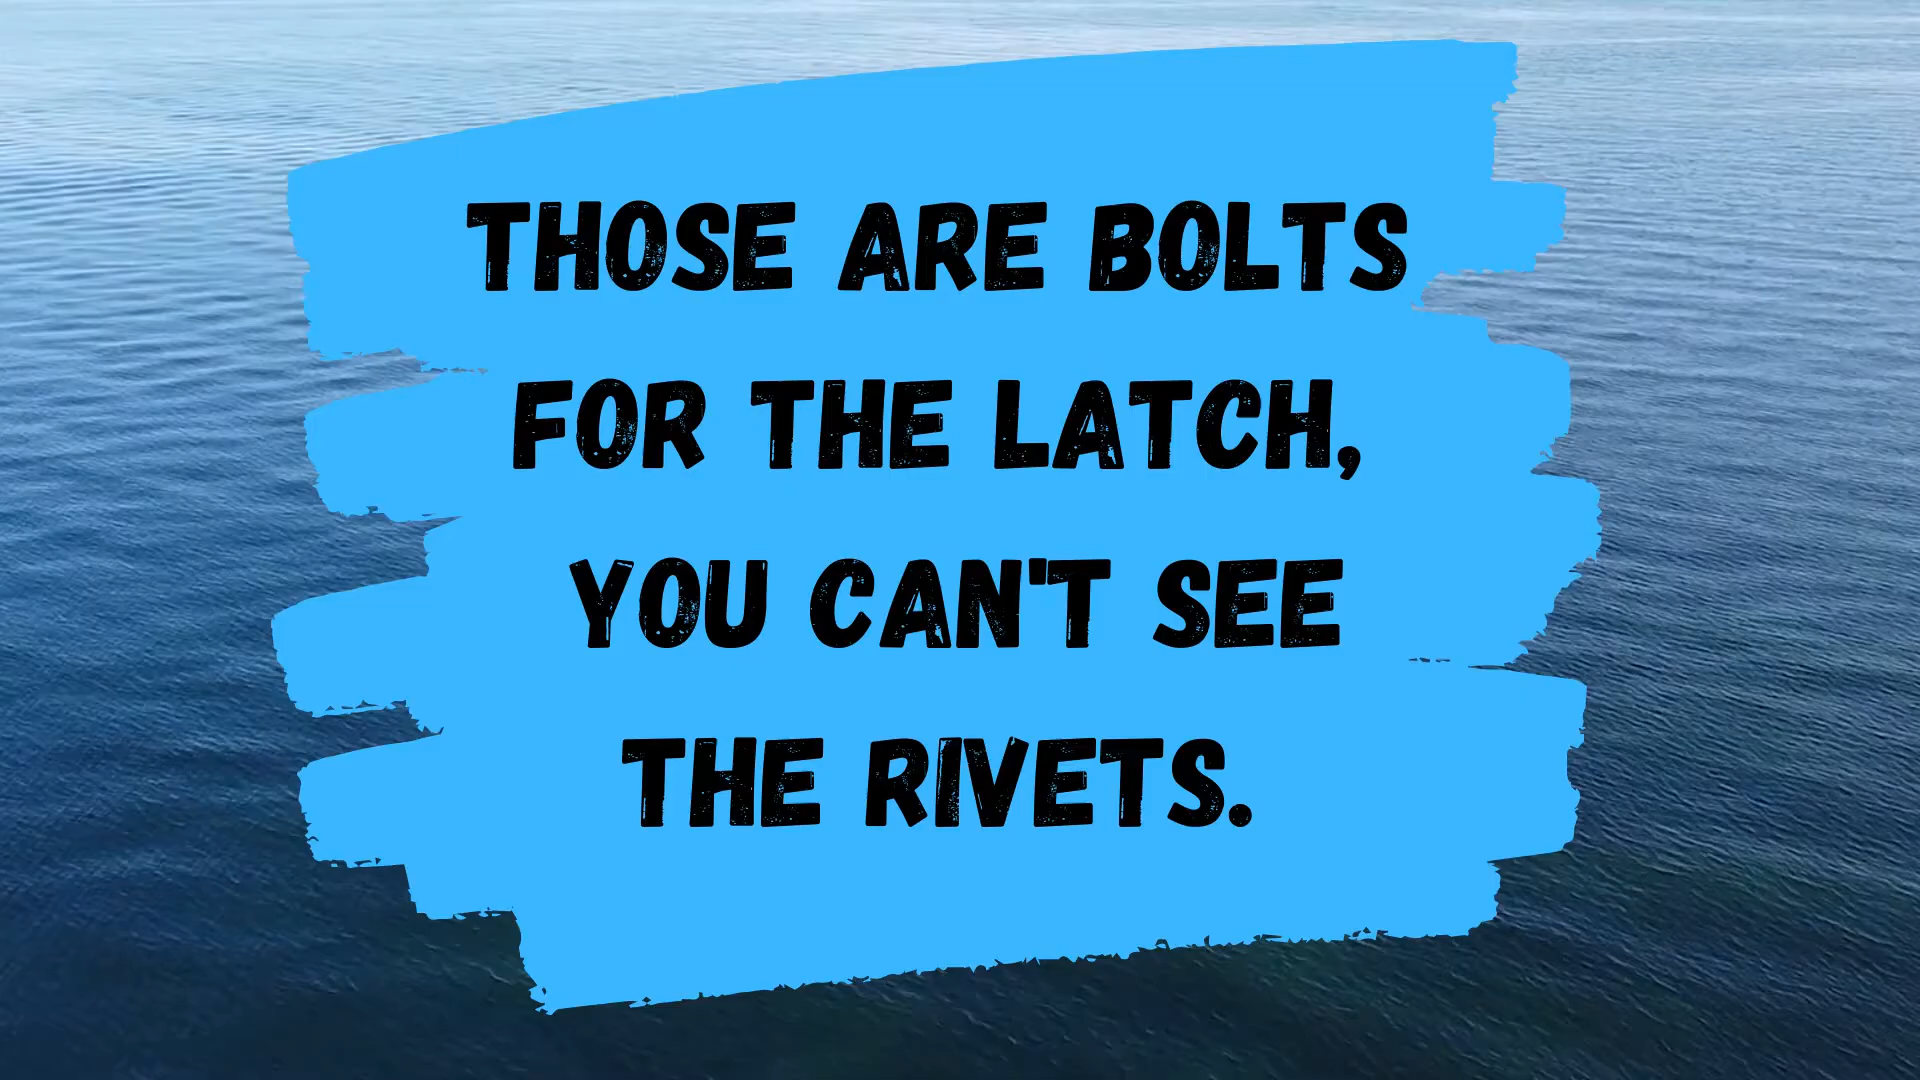 THOSE ARE BOLTS
FOR THE LATCH,
YOU CAN'T SEE
THE RIVETS.